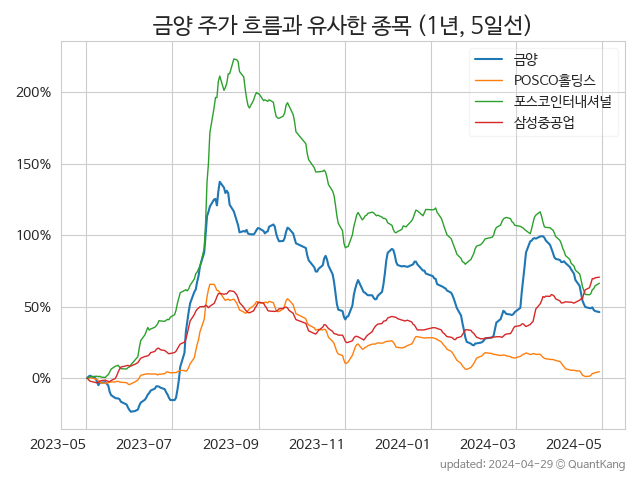 금양 주가 흐름과 유사한 종목 (1년, 5일선)
금양
POSCO홀딩스
포스코인터내셔널
삼성중공업
200%
150%
100%
50%
0%
2023-05 2023-07 2023-09 2023-11 2024-01 2024-03 2024-05
updated: 2024-04-29 © QuantKang